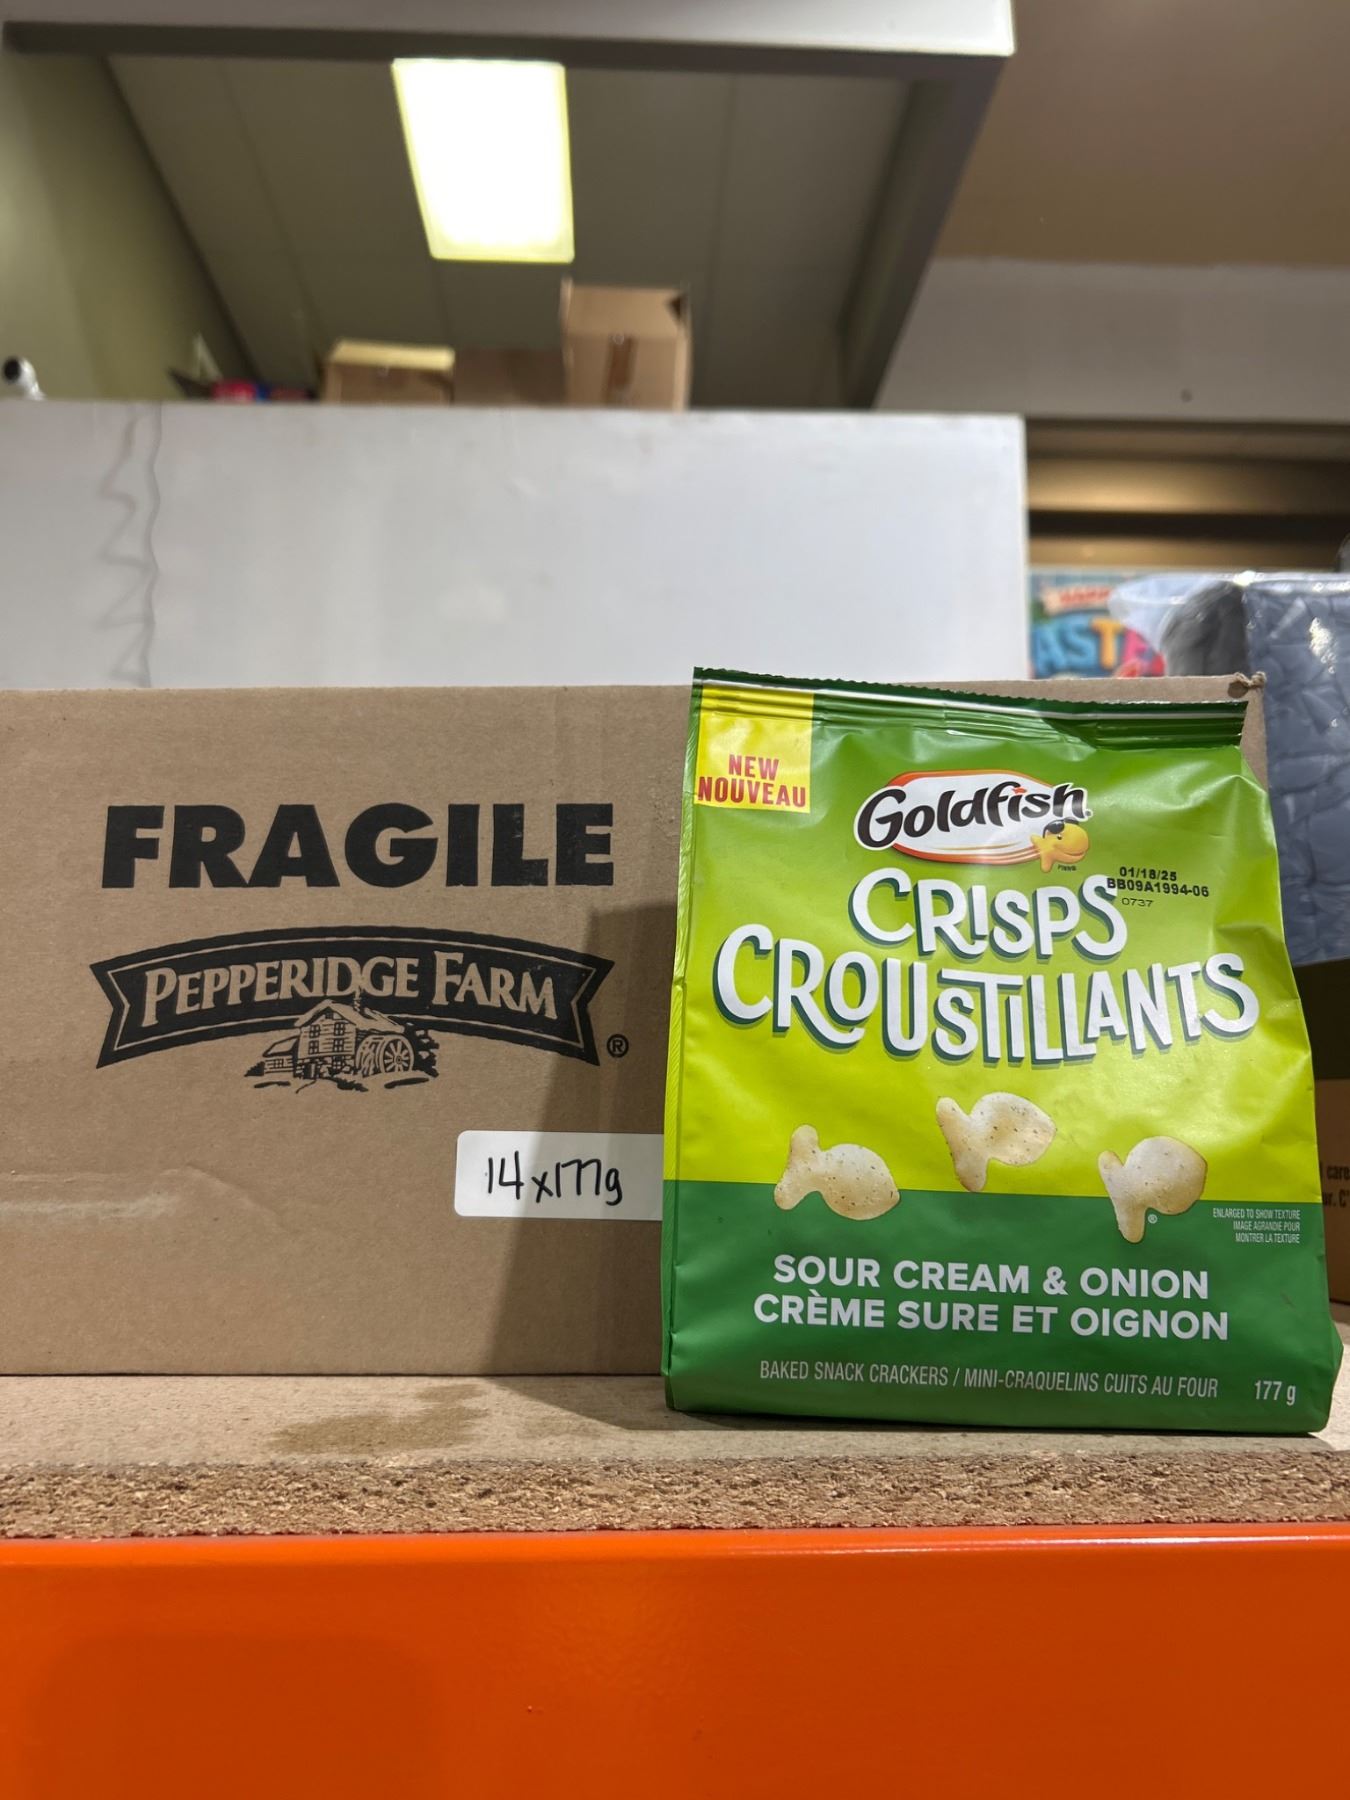 FRAGILE
PEPPERIDGE FARM
®
14x177g
NEW
NOUVEAU
Goldfish®
01/18/25
BB09A1994-06
0737
CRISPS
CROUSTILLANTS
®
ENLARGED TO SHOW TEXTURE
IMAGE AGRANDIE POUR
MONTRER LA TEXTURE
SOUR CREAM & ONION
CRÈME SURE ET OIGNON
BAKED SNACK CRACKERS / MINI-CRAQUELINS CUITS AU FOUR 177 g
care